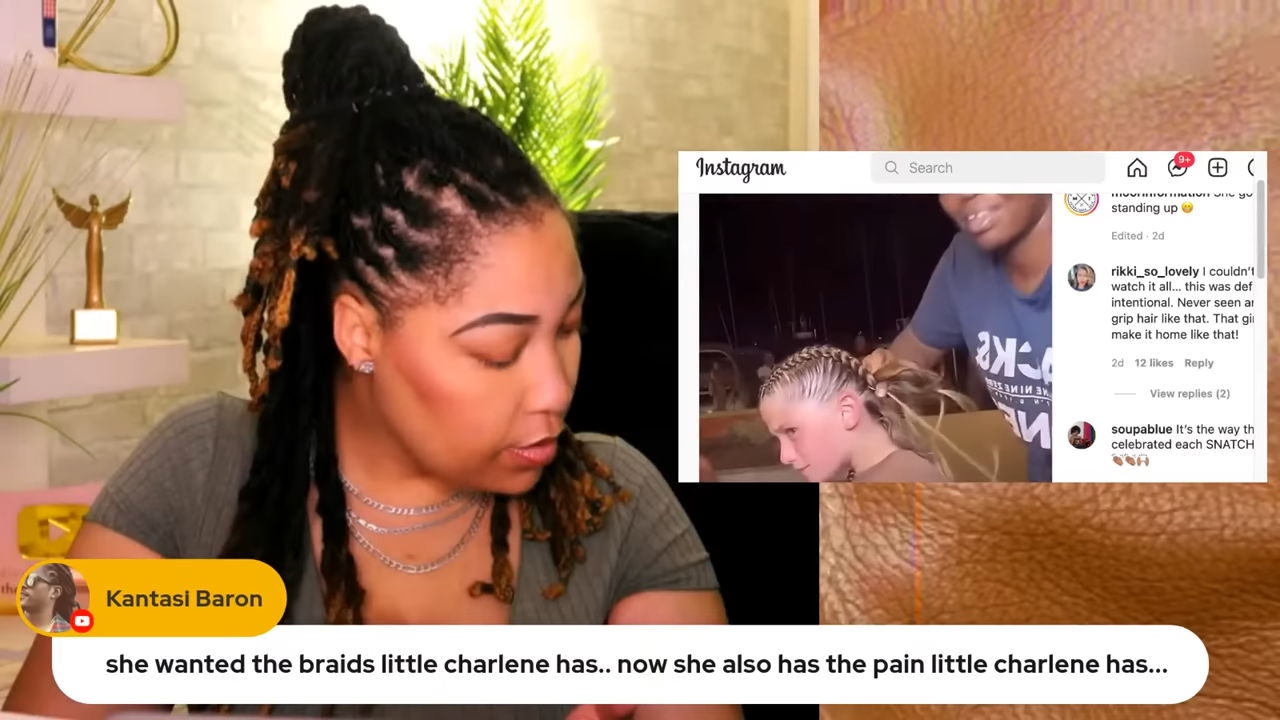 Instagram
Search
9+
standing up 😬
Edited · 2d
rikki_so_lovely I couldn't
watch it all... this was def
intentional. Never seen
grip hair like that. That
make it home like that!
2d 12 likes Reply
View replies (2)
soupablue It's the way
celebrated each SNATCH
👏🏽👏🏽🙌🏽
Kantasi Baron
she wanted the braids little charlene has.. now she also has the pain little charlene has...